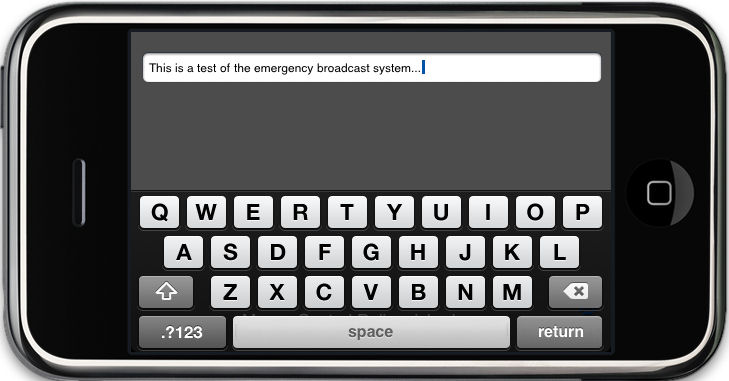 This is a test of the emergency broadcast system...
Q W E R T Y U I O P
A S D F G H J K L
Z X C V B N M
.?123 space return